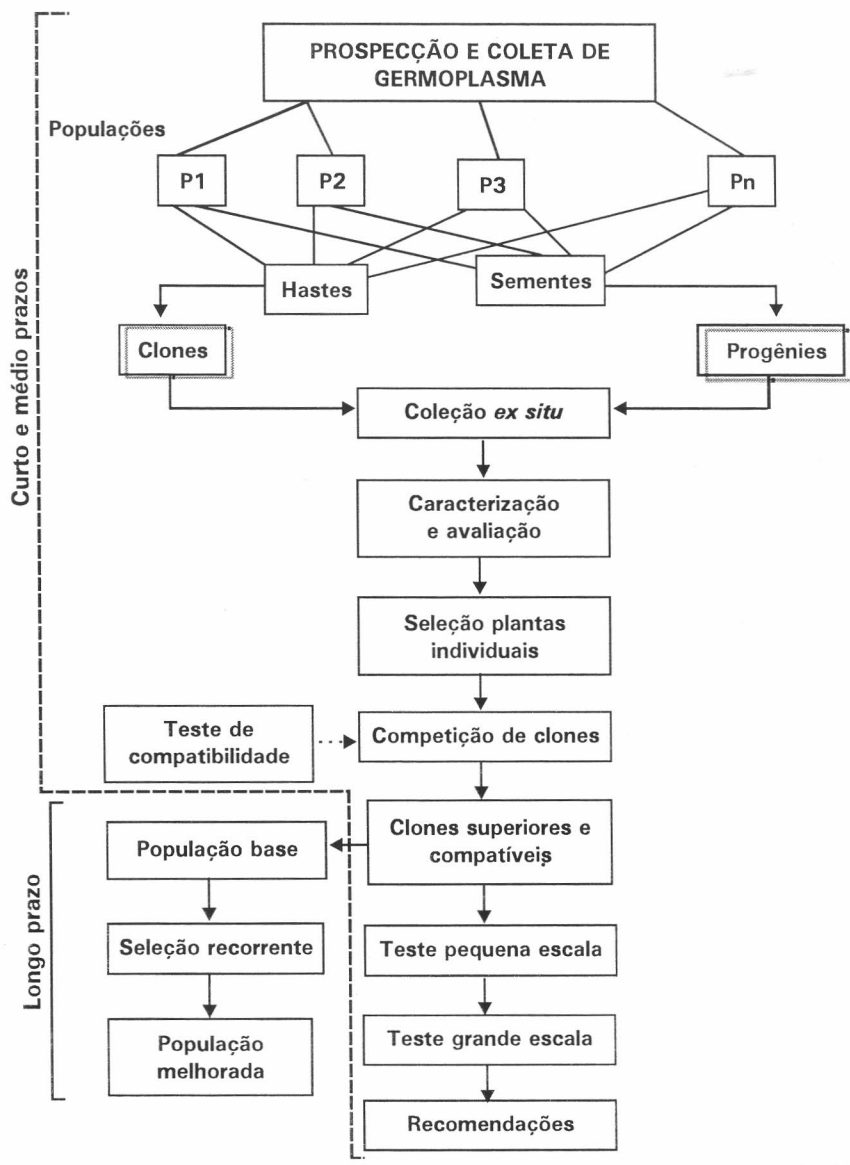 PROSPECÇÃO E COLETA DE
GERMOPLASMA
Populações
P1
P2
P3
Pn
Hastes
Sementes
Clones
Progênies
Coleção ex situ
Caracterização
e avaliação
Seleção plantas
individuais
Teste de
compatibilidade
Competição de clones
Clones superiores e
compatíveis
População base
Seleção recorrente
Teste pequena escala
População
melhorada
Teste grande escala
Recomendações
Curto e médio prazos
Longo prazo